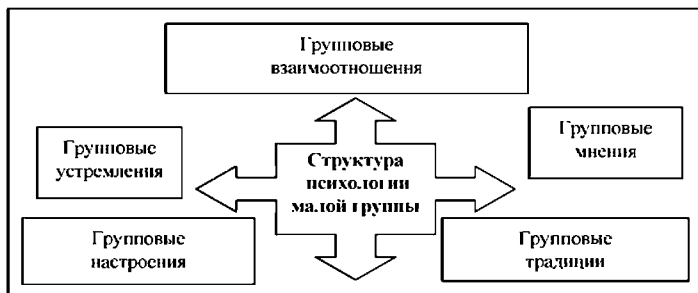 Групповые
взаимоотношения
Групповые
устремления
Групповые
мнения
Структура
психологии
малой группы
Групповые
настроения
Групповые
традиции